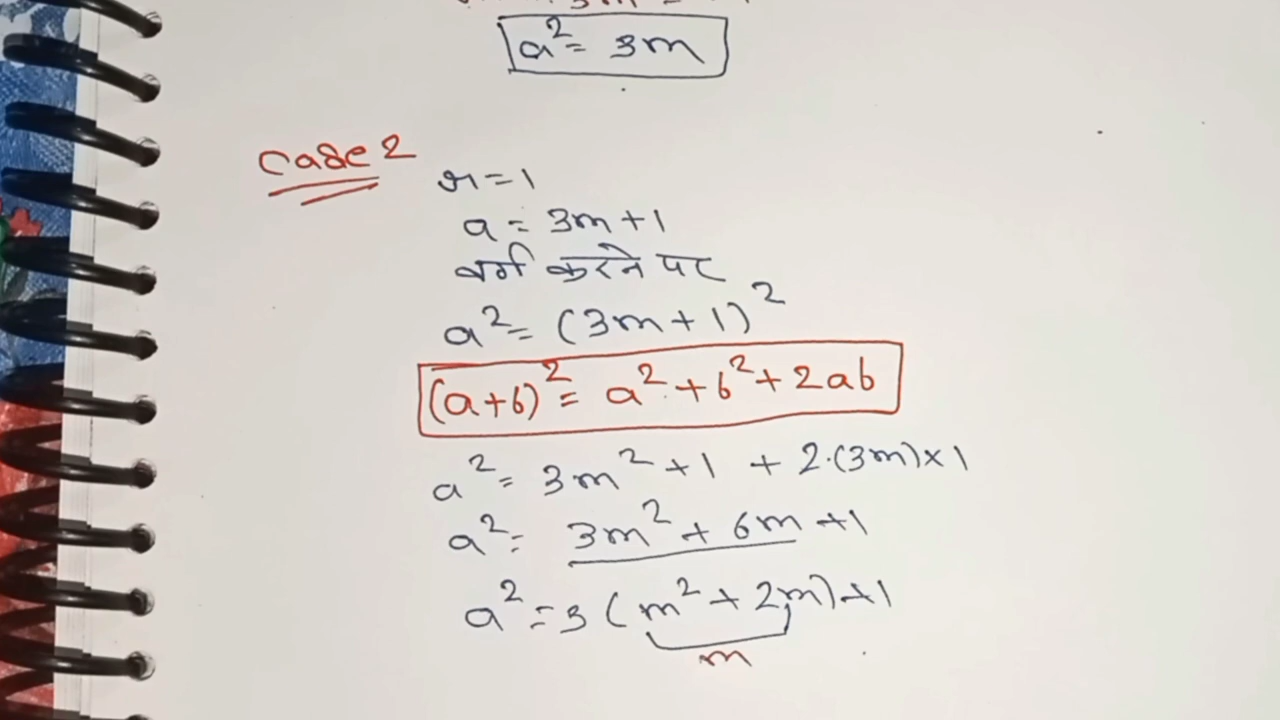 a² = 3m
Case 2
r=1
a = 3m+1
वर्ग करने पर
a² = (3m+1)²
(a+b)² = a²+b²+2ab
a² = 3m²+1 + 2·(3m)×1
a² = 3m²+6m+1
a² = 3(m²+2m)+1
m